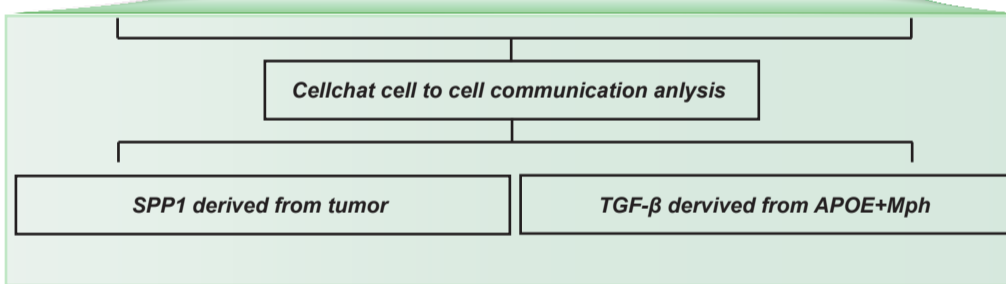 Cellchat cell to cell communication anlysis
SPP1 derived from tumor
TGF-β dervived from APOE+Mph